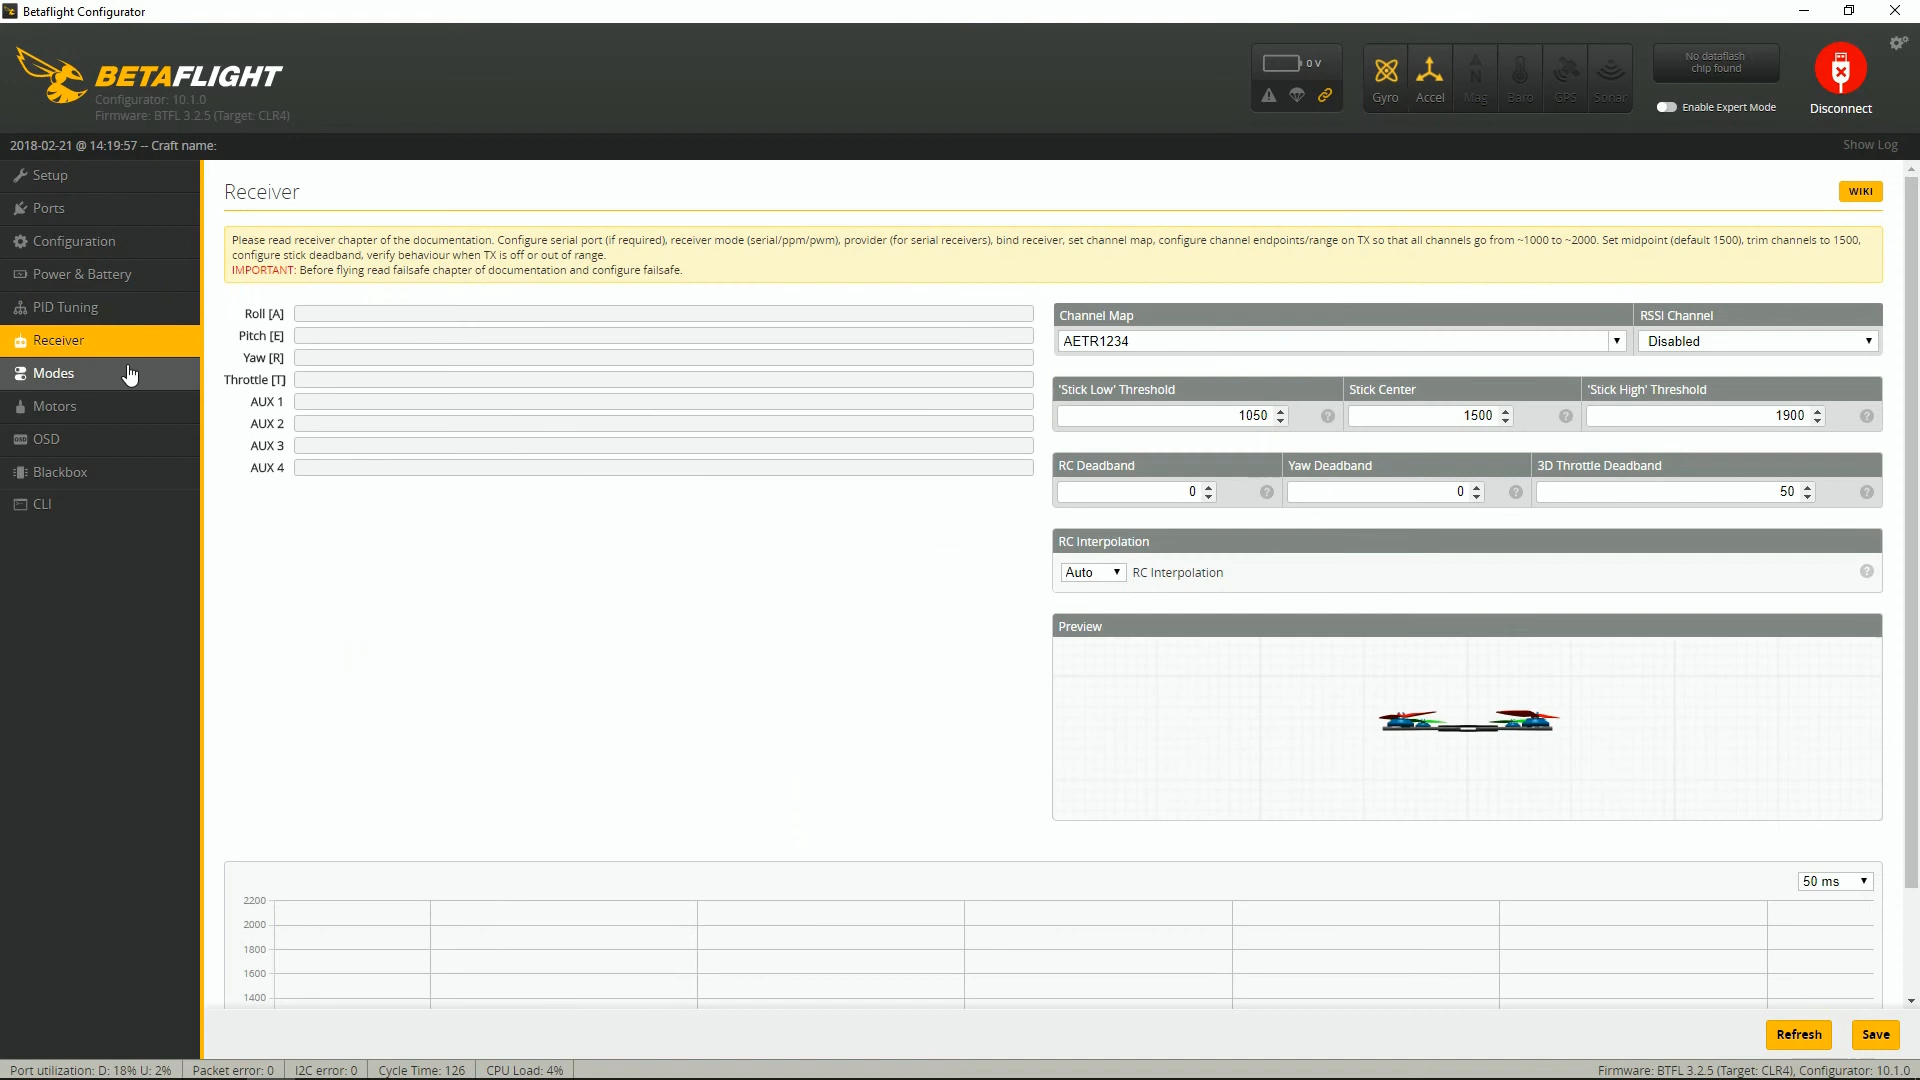 Betaflight Configurator
BETAFLIGHT
Configurator: 10.1.0
Firmware: BTFL 3.2.5 (Target: CLR4)
0 V
Gyro
Accel
Mag
Baro
GPS
Sonar
No dataflash
chip found
Enable Expert Mode
Disconnect
2018-02-21 @ 14:19:57 -- Craft name:
Show Log
Setup
Ports
Configuration
Power & Battery
PID Tuning
Receiver
Modes
Motors
OSD
Blackbox
CLI
Receiver
WIKI
Please read receiver chapter of the documentation. Configure serial port (if required), receiver mode (serial/ppm/pwm), provider (for serial receivers), bind receiver, set channel map, configure channel endpoints/range on TX so that all channels go from ~1000 to ~2000. Set midpoint (default 1500), trim channels to 1500,
configure stick deadband, verify behaviour when TX is off or out of range.
IMPORTANT: Before flying read failsafe chapter of documentation and configure failsafe.
Roll [A]
Pitch [E]
Yaw [R]
Throttle [T]
AUX 1
AUX 2
AUX 3
AUX 4
Channel Map
RSSI Channel
AETR1234
Disabled
'Stick Low' Threshold
Stick Center
'Stick High' Threshold
1050
1500
1900
RC Deadband
Yaw Deadband
3D Throttle Deadband
0
0
50
RC Interpolation
Auto
RC Interpolation
Preview
50 ms
2200
2000
1800
1600
1400
Refresh
Save
Port utilization: D: 18% U: 2%
Packet error: 0
I2C error: 0
Cycle Time: 126
CPU Load: 4%
Firmware: BTFL 3.2.5 (Target: CLR4), Configurator: 10.1.0